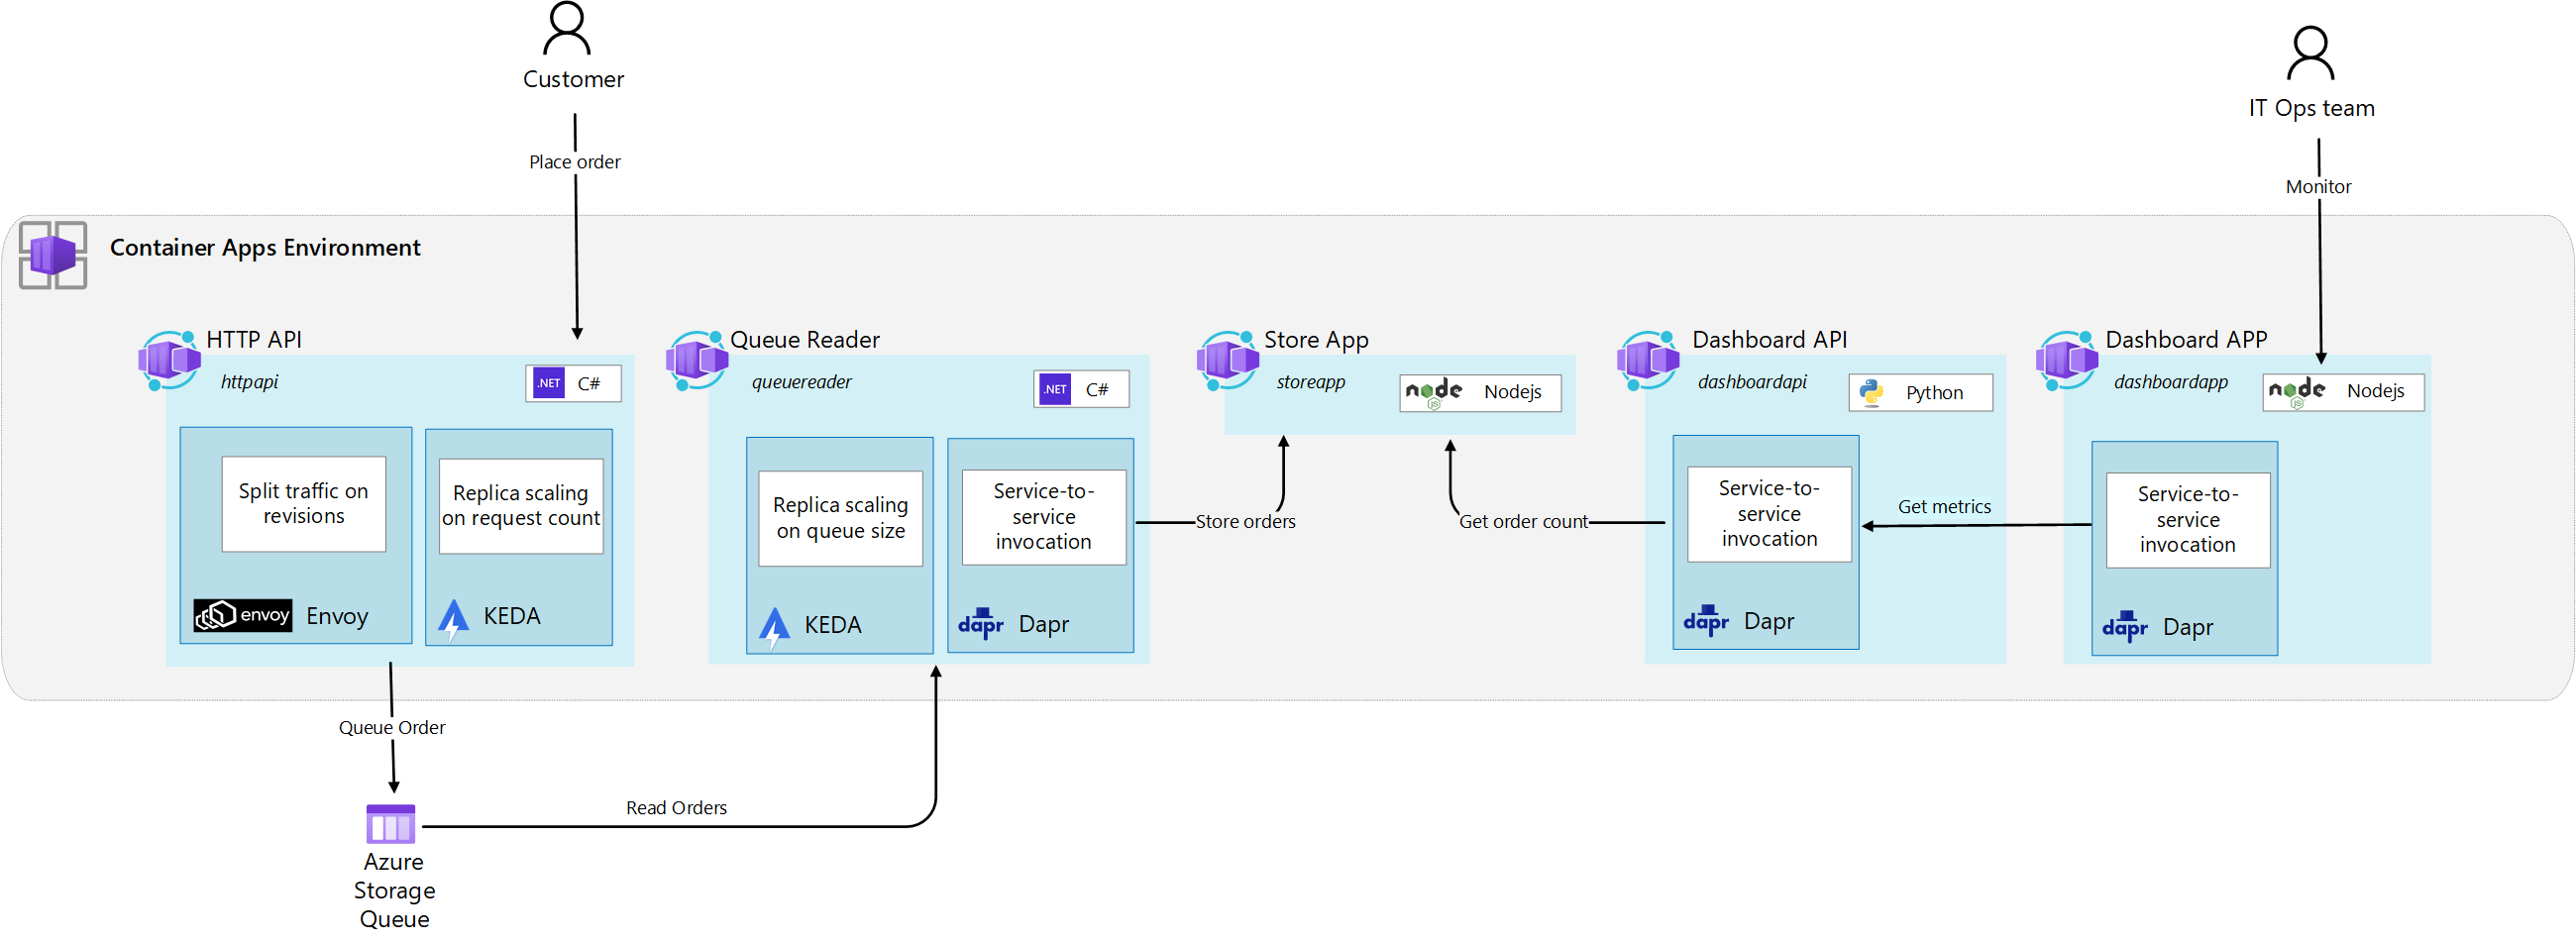 Customer
IT Ops team
Place order
Monitor
Container Apps Environment
HTTP API
httpapi
.NET
C#
Split traffic on
revisions
envoy
Envoy
Replica scaling
on request count
KEDA
Queue Reader
queuereader
.NET
C#
Replica scaling
on queue size
KEDA
Service-to-
service
invocation
dapr
Dapr
Store orders
Store App
storeapp
node
JS
Nodejs
Get order count
Dashboard API
dashboardapi
Python
Service-to-
service
invocation
dapr
Dapr
Get metrics
Dashboard APP
dashboardapp
node
JS
Nodejs
Service-to-
service
invocation
dapr
Dapr
Queue Order
Read Orders
Azure
Storage
Queue